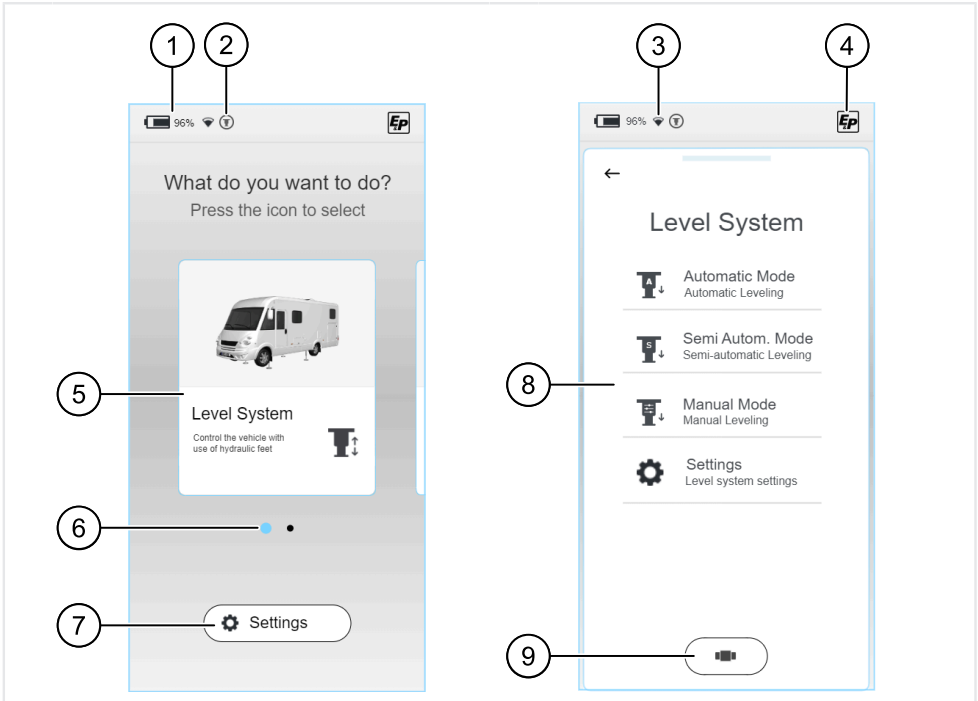 1
2
3
4
96%
E&P
What do you want to do?
Press the icon to select
5
Level System
Control the vehicle with
use of hydraulic feet
6
7
Settings
96%
E&P
Level System
A
Automatic Mode
Automatic Leveling
S
Semi Autom. Mode
Semi-automatic Leveling
8
Manual Mode
Manual Leveling
Settings
Level system settings
9